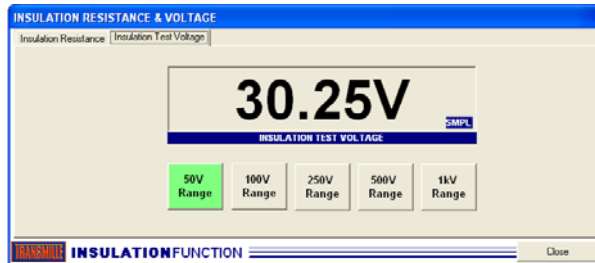 INSULATION RESISTANCE & VOLTAGE
Insulation Resistance Insulation Test Voltage
30.25V
SMPL
INSULATION TEST VOLTAGE
50V 100V 250V 500V 1kV
Range Range Range Range Range
TRANSMILLE INSULATIONFUNCTION Close